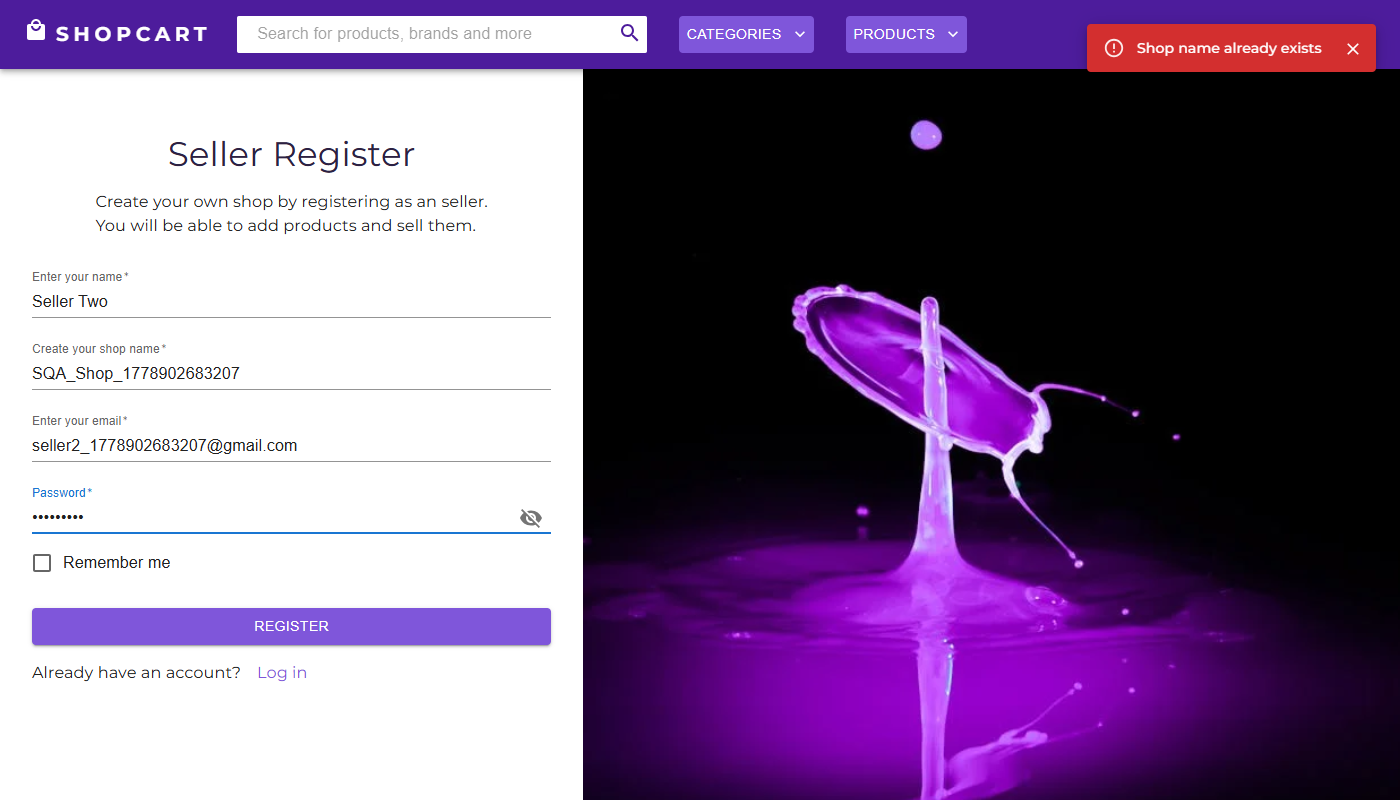 SHOPCART
Search for products, brands and more
CATEGORIES
PRODUCTS
Shop name already exists
Seller Register
Create your own shop by registering as an seller.
You will be able to add products and sell them.
Enter your name*
Seller Two
Create your shop name*
SQA_Shop_1778902683207
Enter your email*
seller2_1778902683207@gmail.com
Password*
•••••••••
Remember me
REGISTER
Already have an account? Log in